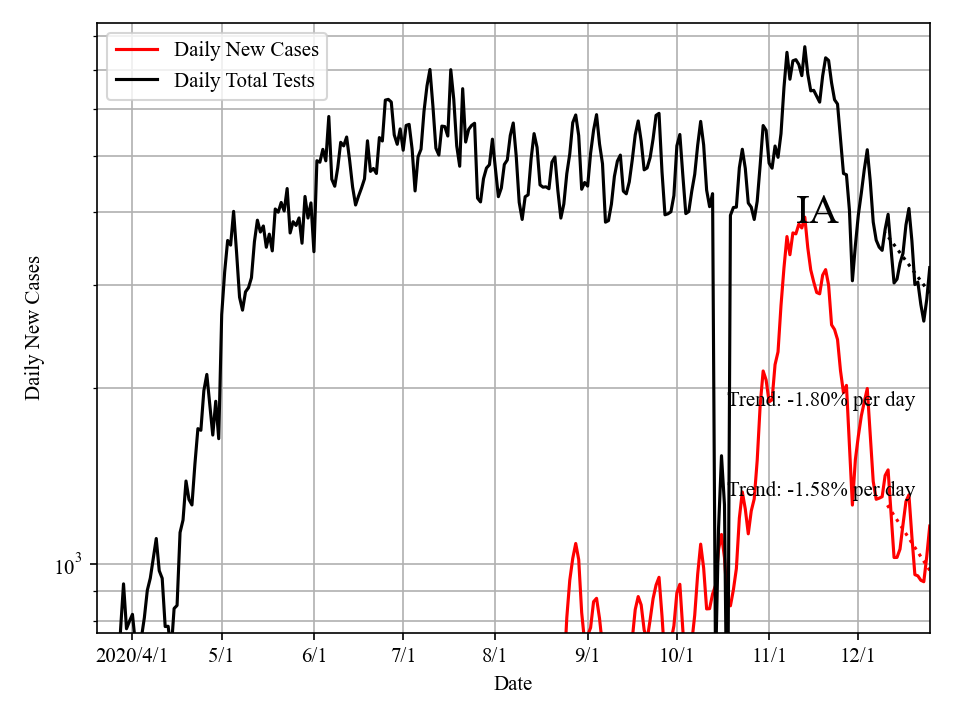 Daily New Cases
Daily Total Tests
IA
Daily New Cases
Trend: -1.80% per day
Trend: -1.58% per day
10^3
2020/4/1 5/1 6/1 7/1 8/1 9/1 10/1 11/1 12/1
Date